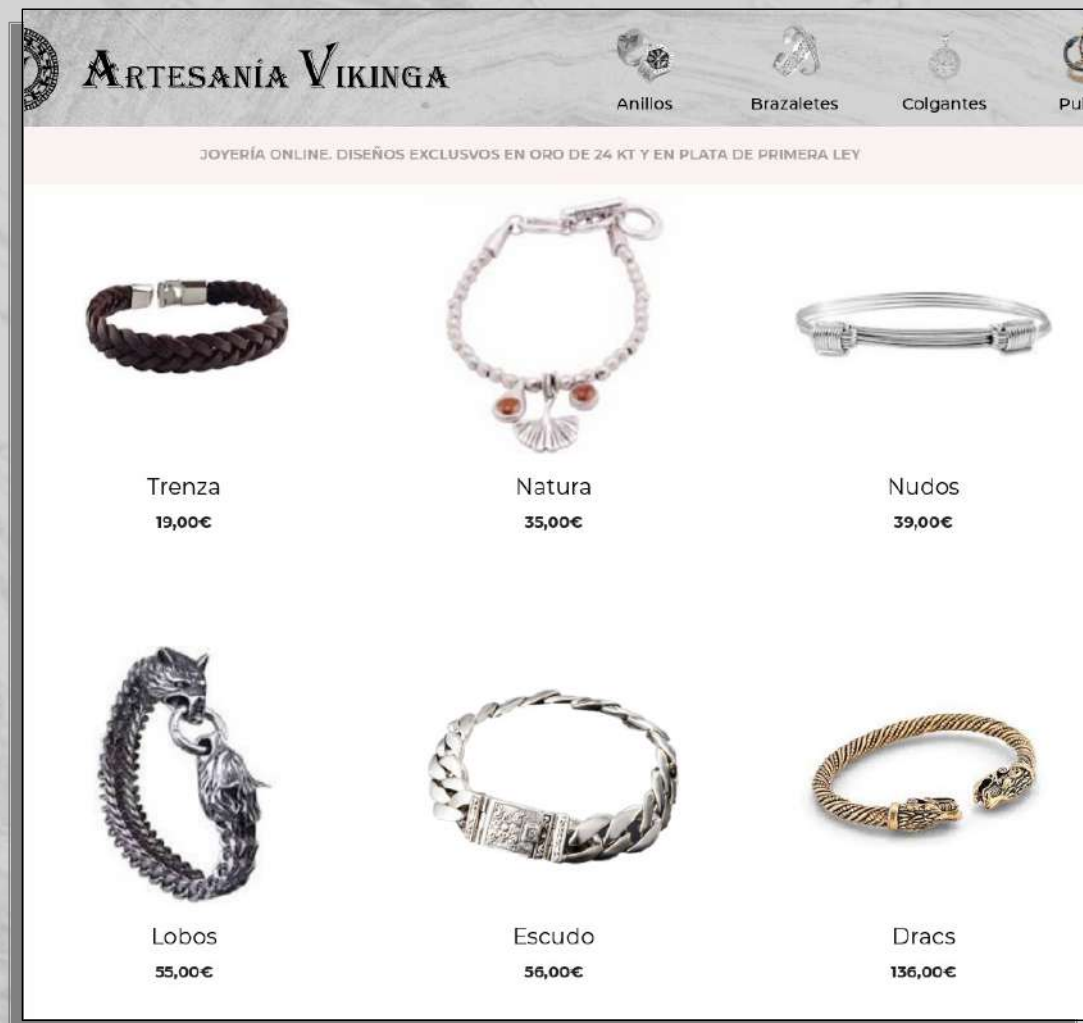 ARTESANÍA VIKINGA
Anillos
Brazaletes
Colgantes
JOYERÍA ONLINE. DISEÑOS EXCLUSVOS EN ORO DE 24 KT Y EN PLATA DE PRIMERA LEY
Trenza
Natura
Nudos
19,00€
35,00€
39,00€
Lobos
Escudo
Dracs
55,00€
56,00€
136,00€